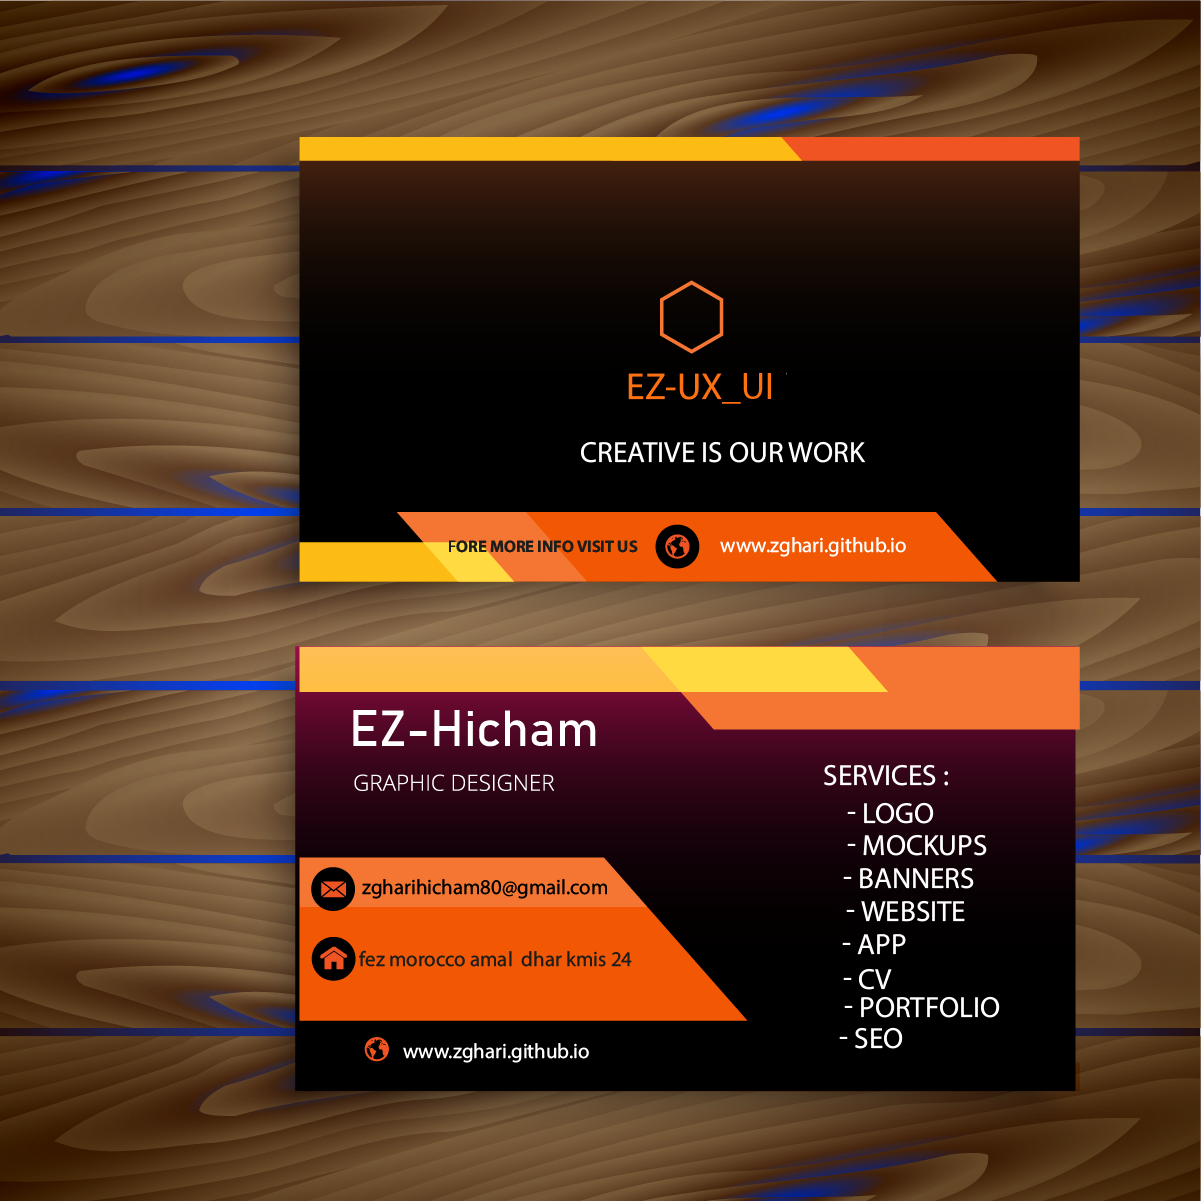 EZ-UX_UI
CREATIVE IS OUR WORK
FORE MORE INFO VISIT US
www.zghari.github.io
EZ-Hicham
GRAPHIC DESIGNER
zgharihicham80@gmail.com
fez morocco amal dhar kmis 24
www.zghari.github.io
SERVICES :
- LOGO
- MOCKUPS
- BANNERS
- WEBSITE
- APP
- CV
- PORTFOLIO
- SEO